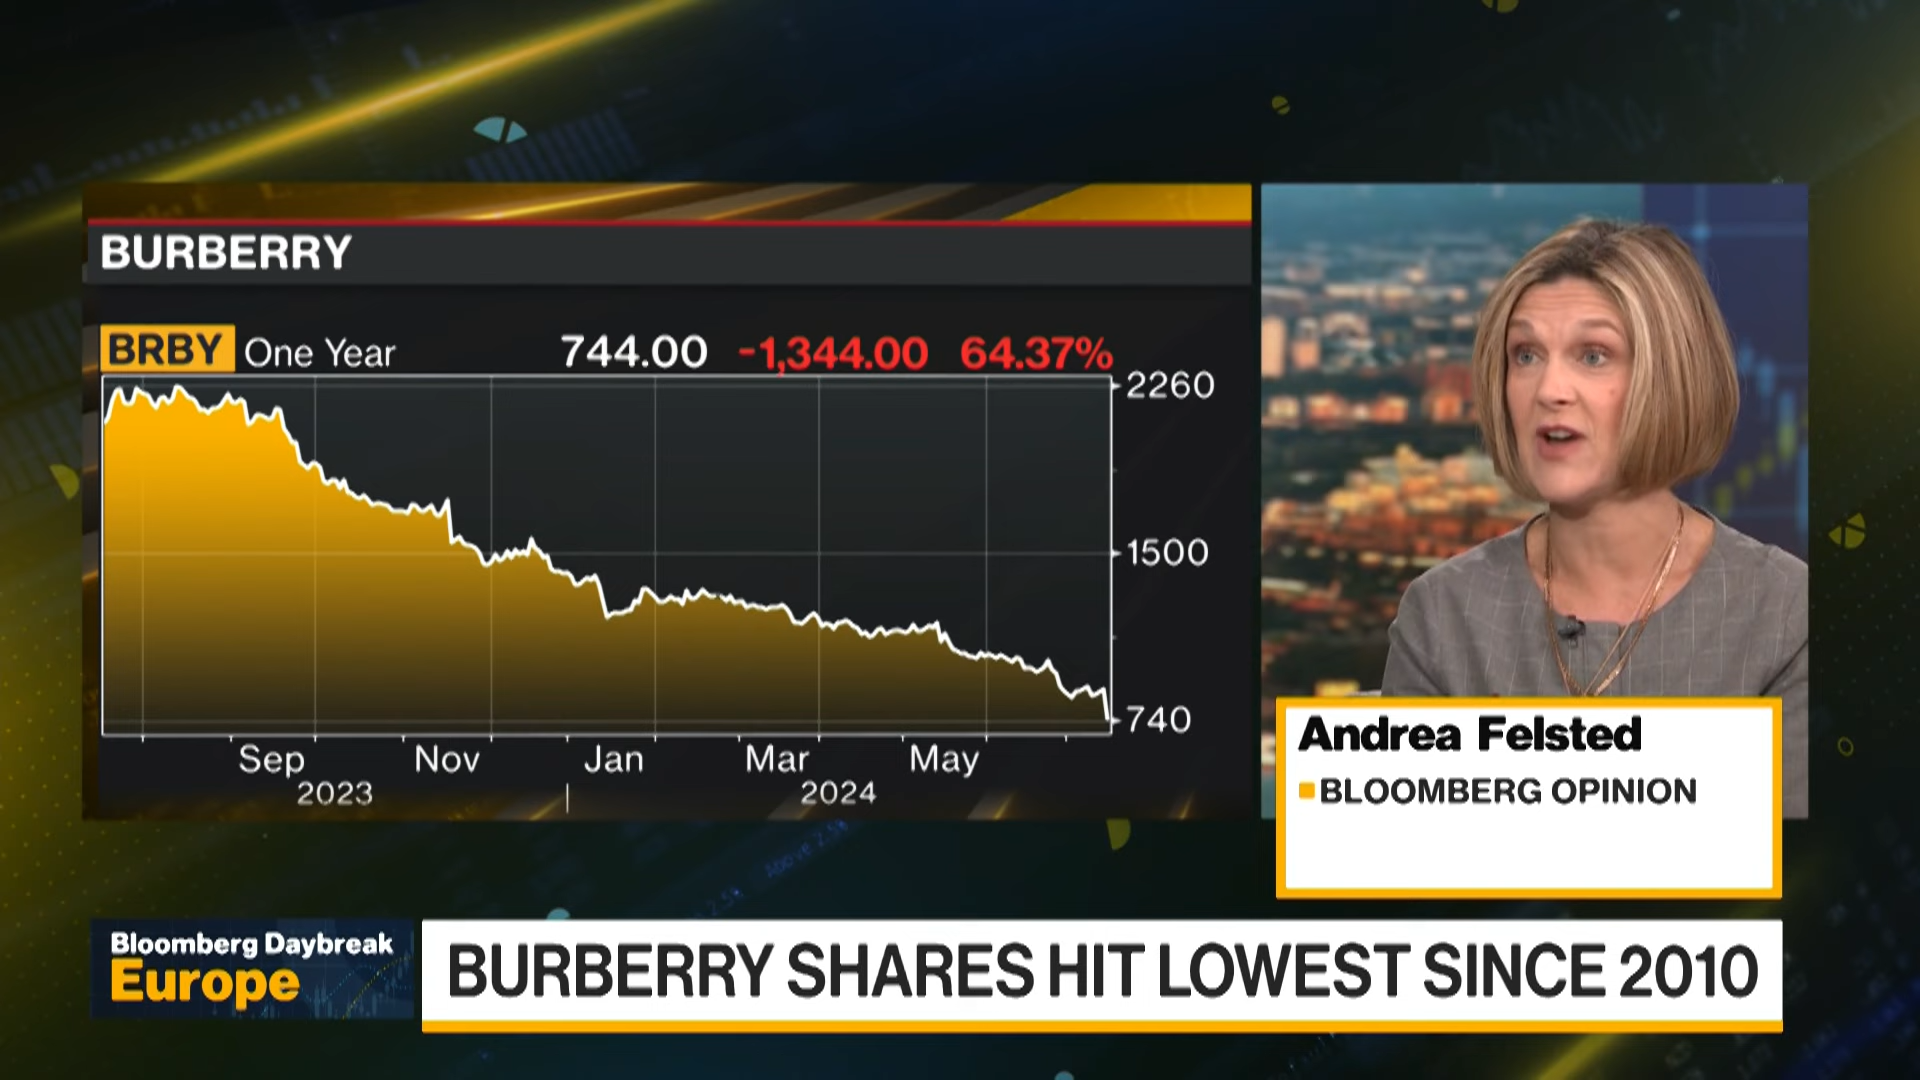 BURBERRY
BRBY One Year 744.00 -1,344.00 64.37%
2260
1500
740
Sep Nov Jan Mar May
2023 2024
Andrea Felsted
BLOOMBERG OPINION
Bloomberg Daybreak
Europe
BURBERRY SHARES HIT LOWEST SINCE 2010